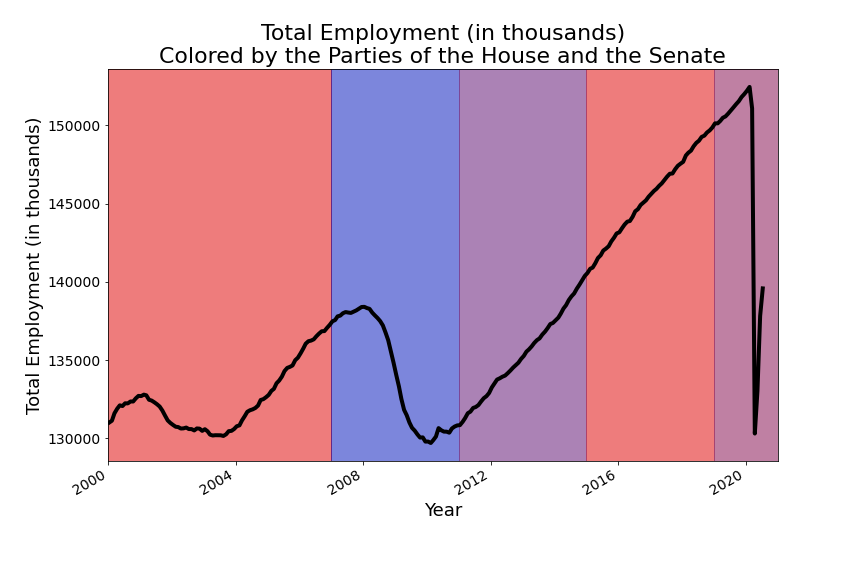 Total Employment (in thousands)
Colored by the Parties of the House and the Senate
Total Employment (in thousands)
150000
145000
140000
135000
130000
2000
2004
2008
2012
2016
2020
Year